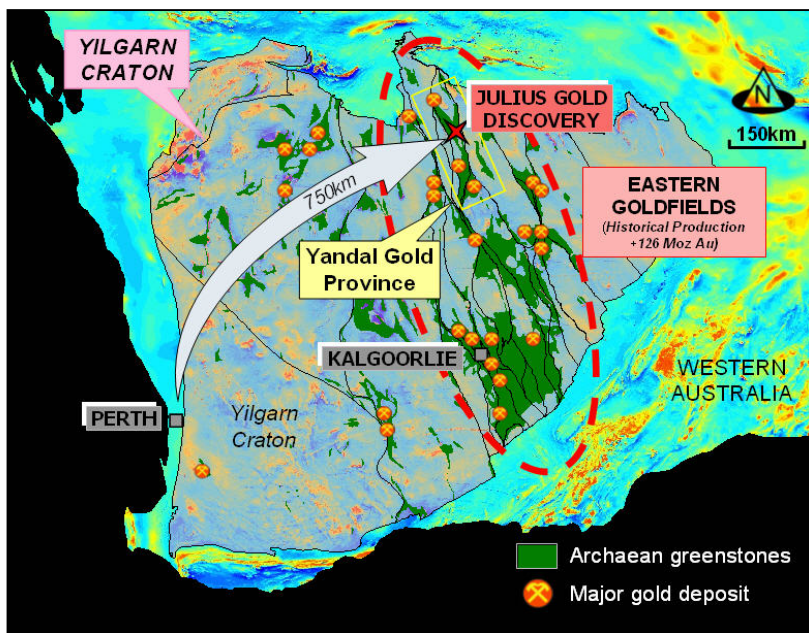 YILGARN
CRATON
JULIUS GOLD
DISCOVERY
N
150km
750km
EASTERN
GOLDFIELDS
(Historical Production
+126 Moz Au)
Yandal Gold
Province
KALGOORLIE
WESTERN
AUSTRALIA
PERTH
Yilgarn
Craton
Archaean greenstones
Major gold deposit